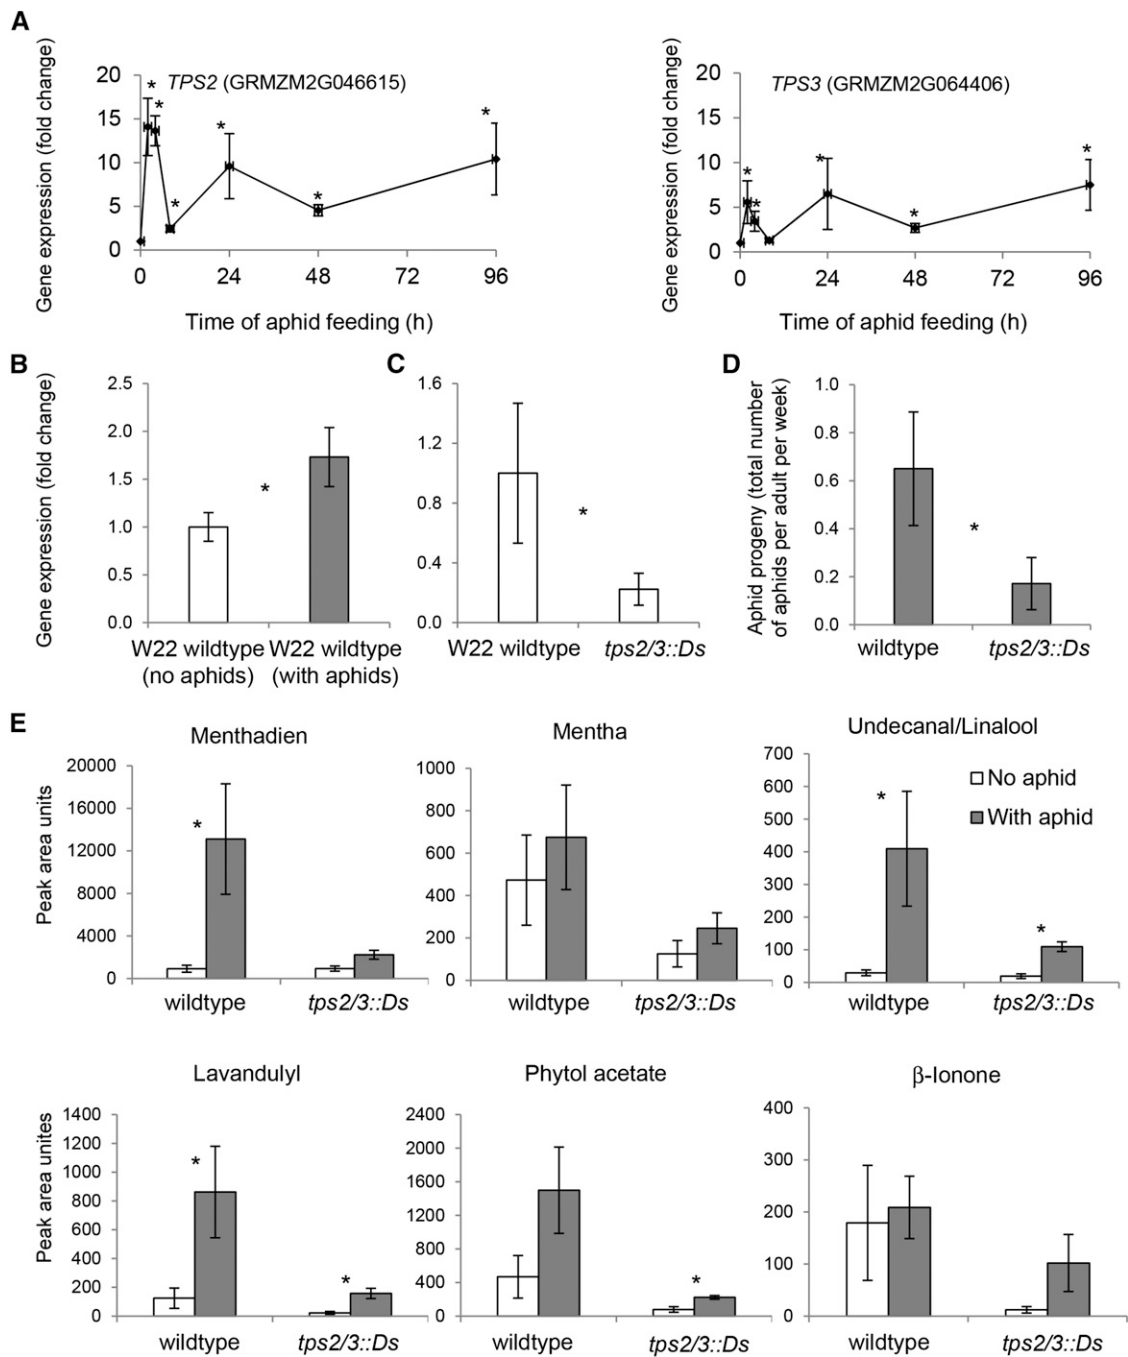 A
TPS2 (GRMZM2G046615)
Gene expression (fold change)
20
15
10
5
0
*
*
*
*
*
*
0 24 48 72 96
Time of aphid feeding (h)
TPS3 (GRMZM2G064406)
Gene expression (fold change)
20
15
10
5
0
*
*
*
*
*
0 24 48 72 96
Time of aphid feeding (h)
B
Gene expression (fold change)
2.5
2.0
1.5
1.0
0.5
0.0
*
W22 wildtype W22 wildtype
(no aphids) (with aphids)
C
1.6
1.2
0.8
0.4
0.0
*
W22 wildtype tps2/3::Ds
D
Aphid progeny (total number
of aphids per adult per week)
1.0
0.8
0.6
0.4
0.2
0.0
*
wildtype tps2/3::Ds
E
Menthadien
Peak area units
20000
16000
12000
8000
4000
0
*
wildtype tps2/3::Ds
Mentha
1000
800
600
400
200
0
wildtype tps2/3::Ds
Undecanal/Linalool
700
600
500
400
300
200
100
0
*
*
No aphid
With aphid
wildtype tps2/3::Ds
Lavandulyl
Peak area unites
1400
1200
1000
800
600
400
200
0
*
*
wildtype tps2/3::Ds
Phytol acetate
2400
2000
1600
1200
800
400
0
*
wildtype tps2/3::Ds
β-Ionone
400
300
200
100
0
wildtype tps2/3::Ds